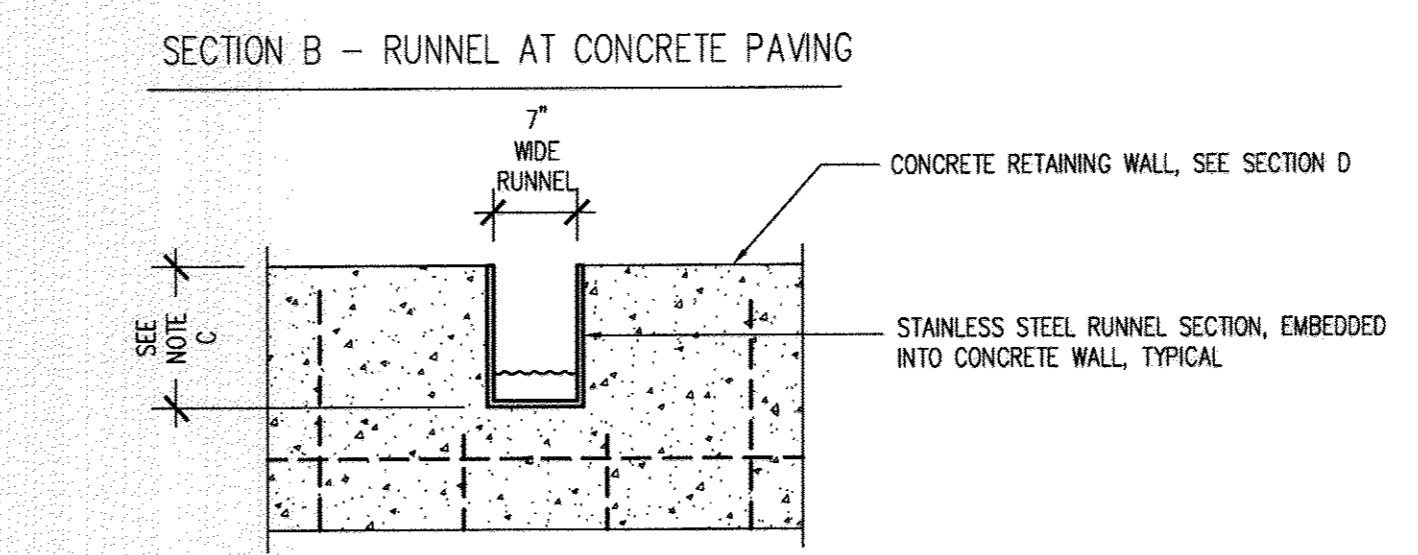 SECTION B – RUNNEL AT CONCRETE PAVING
7"
WIDE
RUNNEL
CONCRETE RETAINING WALL, SEE SECTION D
SEE
NOTE
C
STAINLESS STEEL RUNNEL SECTION, EMBEDDED
INTO CONCRETE WALL, TYPICAL